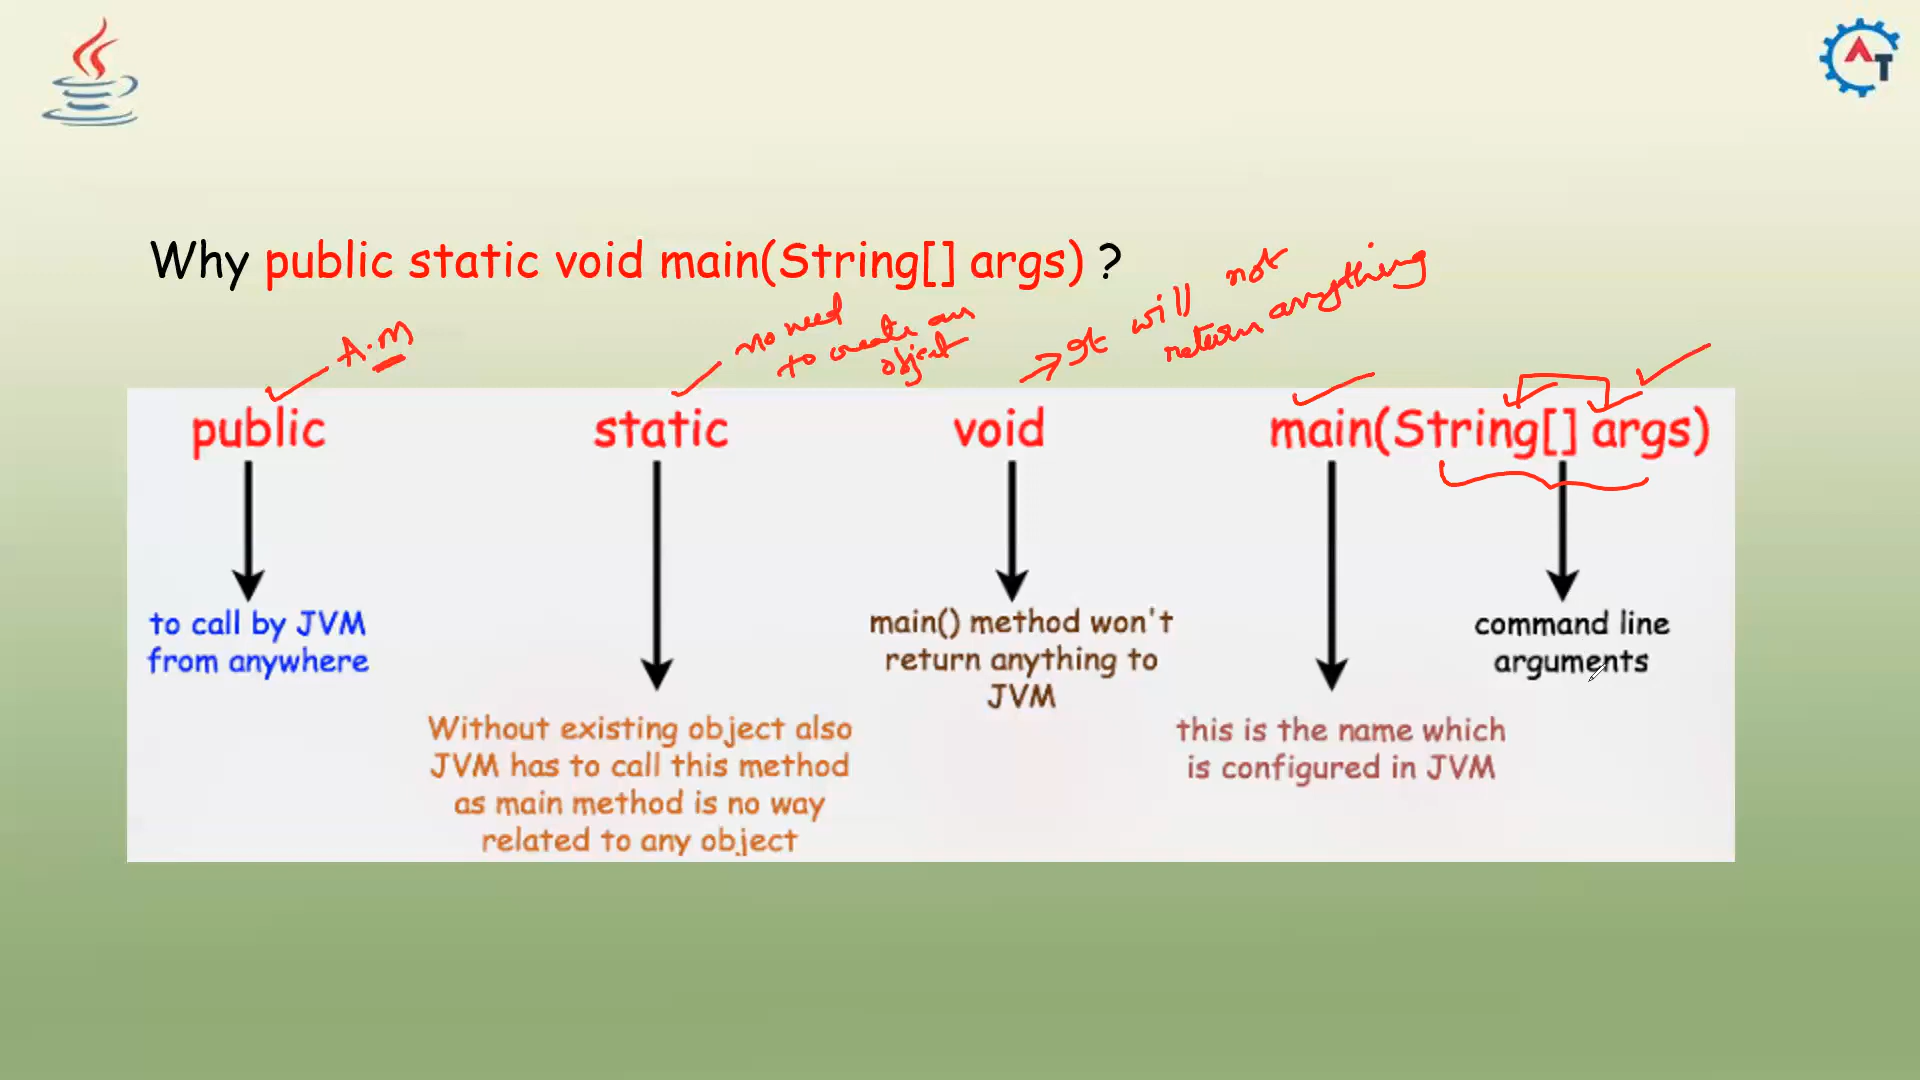 AT
Why public static void main(String[] args) ?
A.M
no need
to create an
object
It will not
return anything
public
static
void
main(String[] args)
to call by JVM
from anywhere
Without existing object also
JVM has to call this method
as main method is no way
related to any object
main() method won't
return anything to
JVM
this is the name which
is configured in JVM
command line
arguments